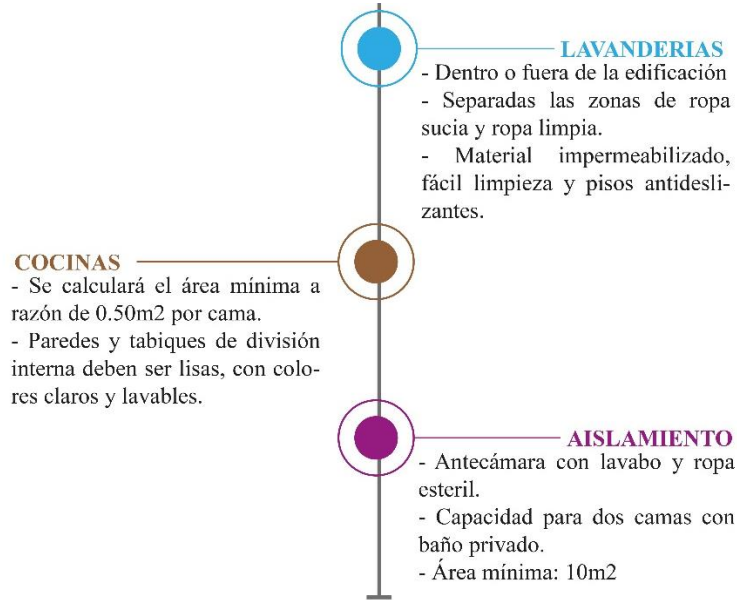 LAVANDERIAS
- Dentro o fuera de la edificación
- Separadas las zonas de ropa
sucia y ropa limpia.
- Material impermeabilizado,
fácil limpieza y pisos antidesli-
zantes.
COCINAS
- Se calculará el área mínima a
razón de 0.50m2 por cama.
- Paredes y tabiques de división
interna deben ser lisas, con colo-
res claros y lavables.
AISLAMIENTO
- Antecámara con lavabo y ropa
esteril.
- Capacidad para dos camas con
baño privado.
- Área mínima: 10m2